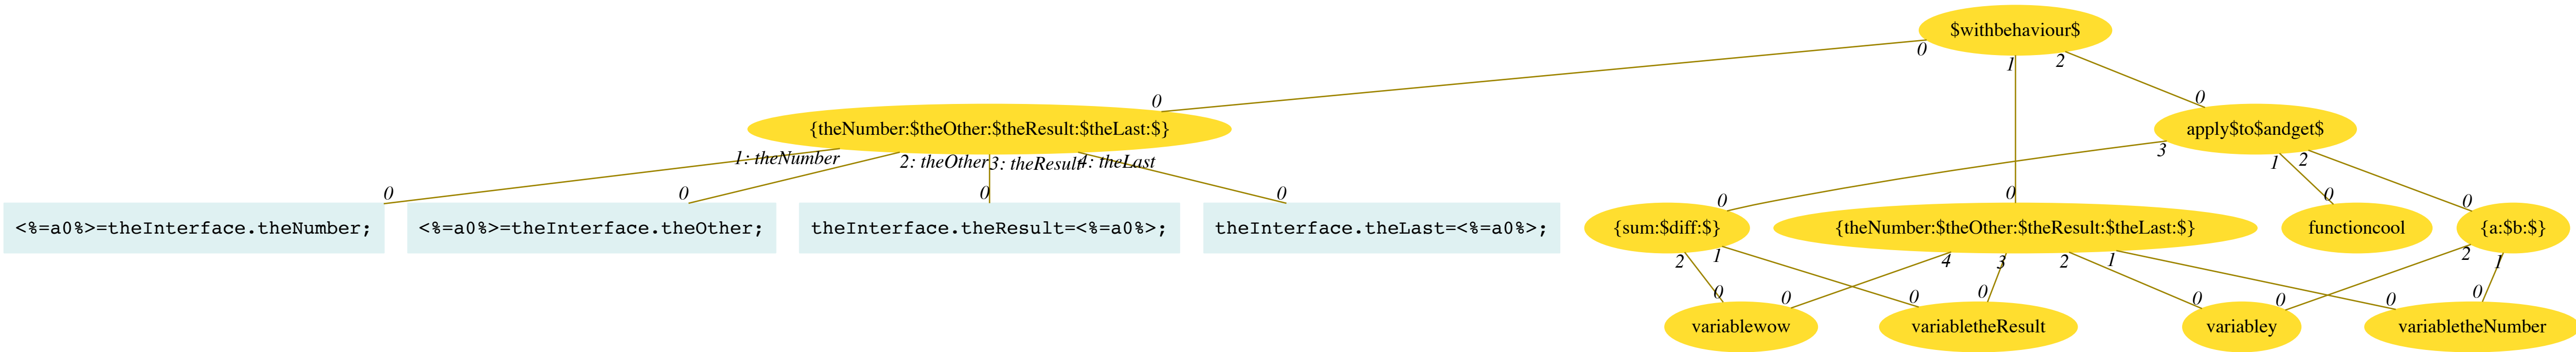 $withbehaviour$
0
1
2
0
0
{theNumber:$theOther:$theResult:$theLast:$}
apply$to$andget$
1: theNumber
2: theOther
3: theResult
4: theLast
3
1
2
0
0
0
0
0
0
0
0
<%=a0%>=theInterface.theNumber;
<%=a0%>=theInterface.theOther;
theInterface.theResult=<%=a0%>;
theInterface.theLast=<%=a0%>;
{sum:$diff:$}
{theNumber:$theOther:$theResult:$theLast:$}
functioncool
{a:$b:$}
2
1
4
3
2
1
2
1
0
0
0
0
0
0
0
0
variablewow
variabletheResult
variabley
variabletheNumber